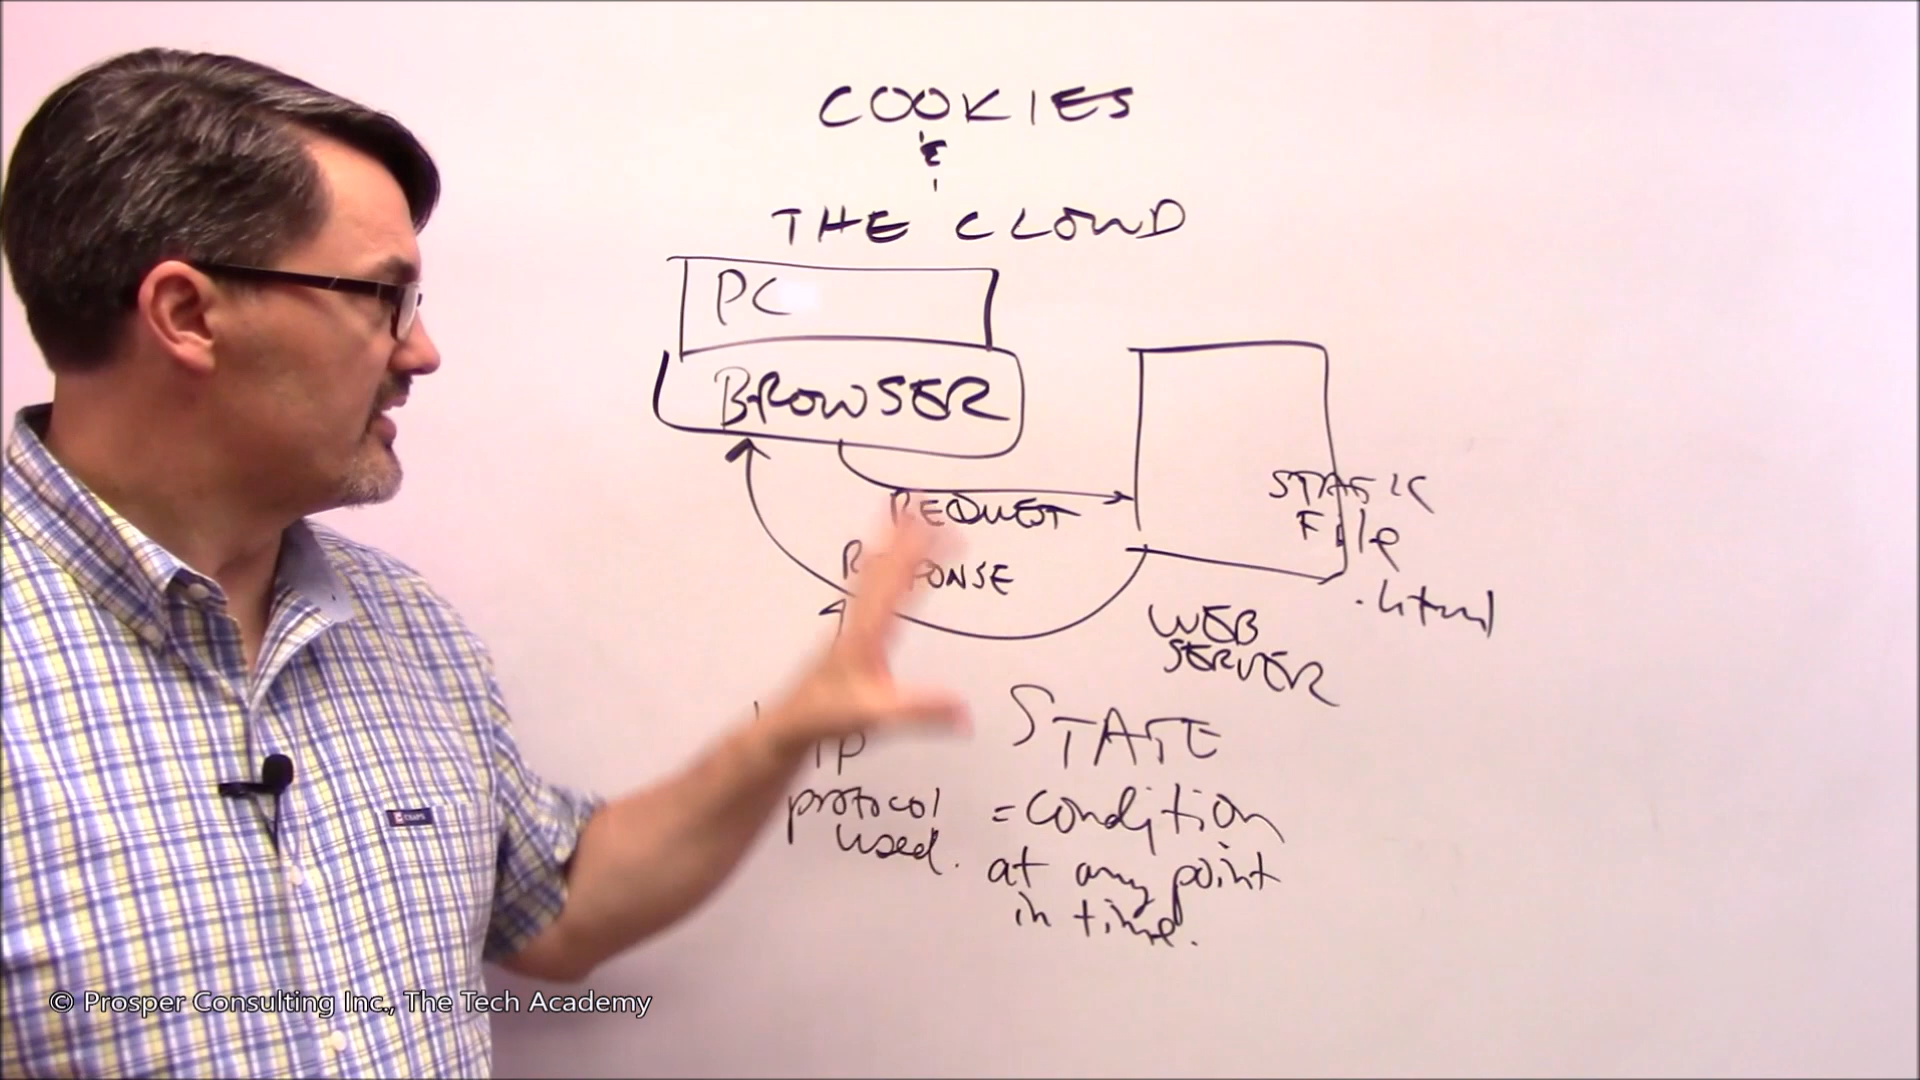 COOKIES
&
THE CLOUD
PC
BROWSER
REQUEST
STATIC
File
.html
WEB
SERVER
STATE
= condition
at any point
in time.
protocol
used.
© Prosper Consulting Inc., The Tech Academy